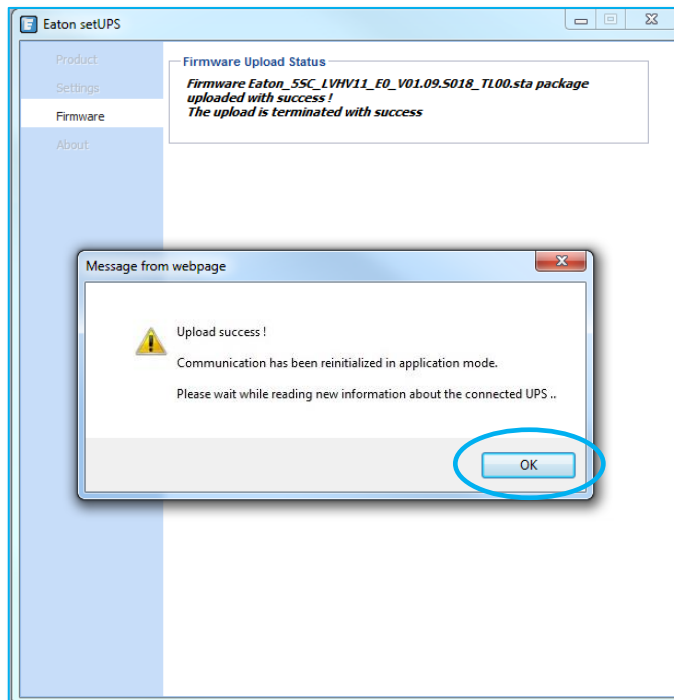 Eaton setUPS
Product
Settings
Firmware
About
Firmware Upload Status
Firmware Eaton_5SC_LVHV11_E0_V01.09.S018_TL00.sta package
uploaded with success !
The upload is terminated with success
Message from webpage
Upload success !
Communication has been reinitialized in application mode.
Please wait while reading new information about the connected UPS ..
OK